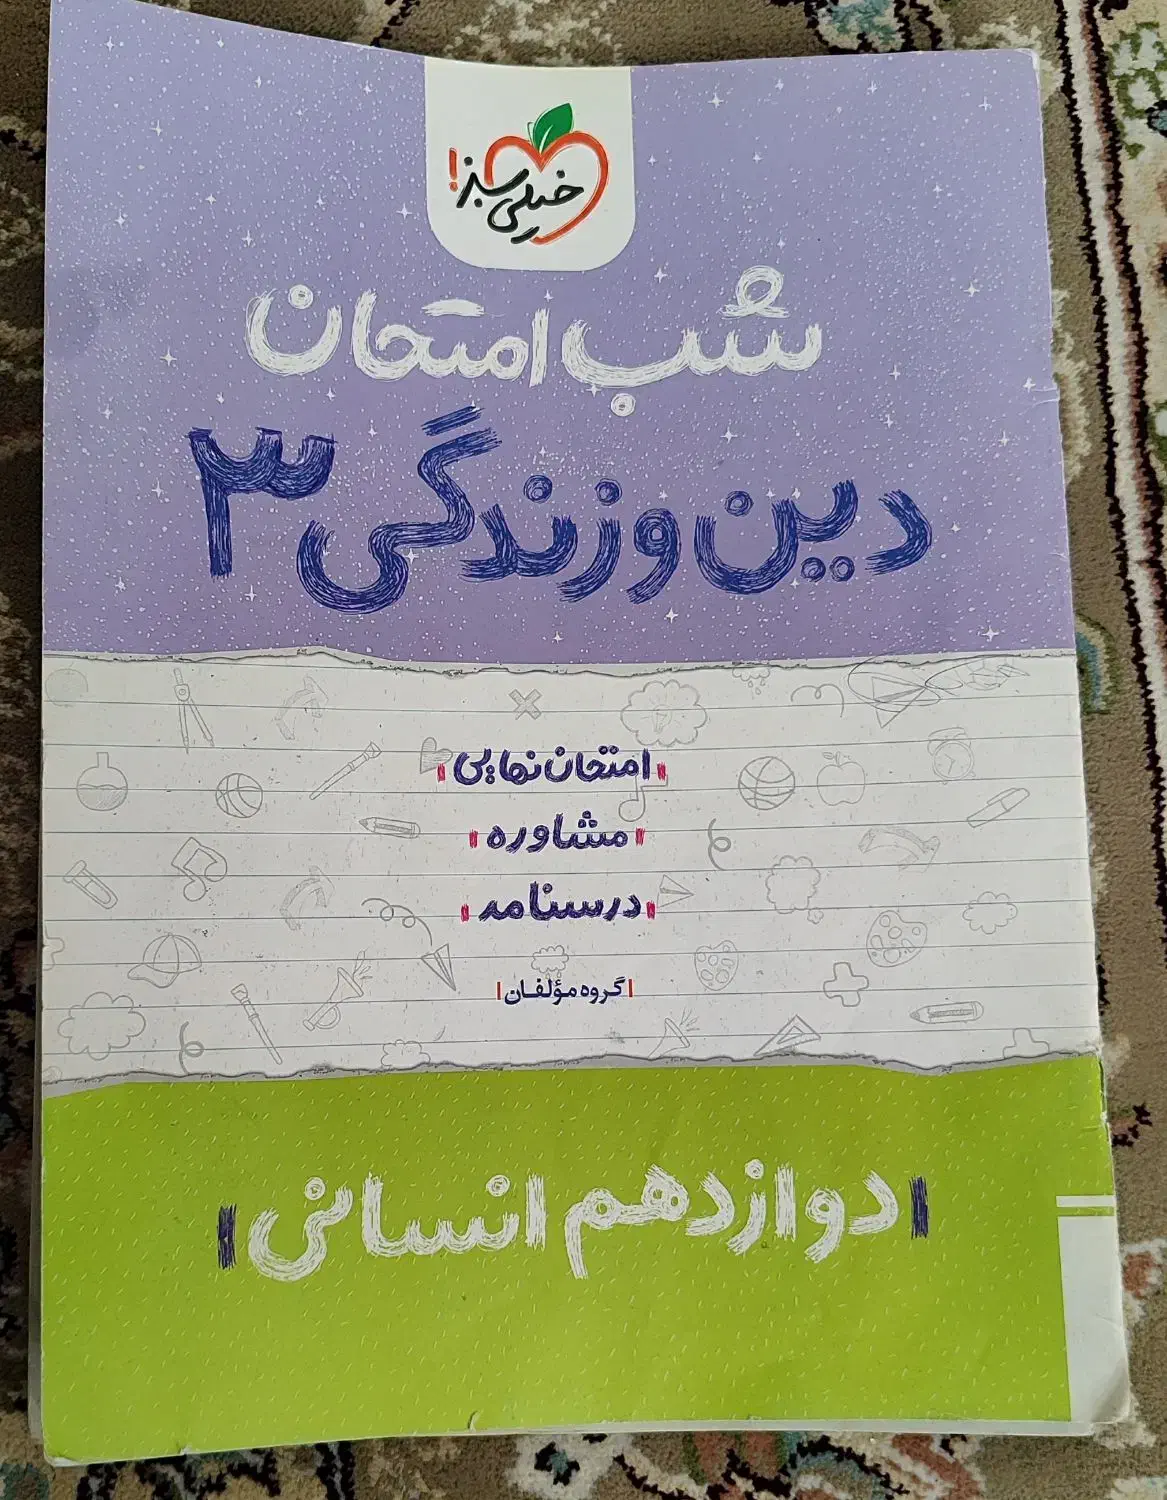 خیلی سبز!
شب امتحان
دین و زندگی ۳
امتحان نهایی
مشاوره
درسنامه
گروه مؤلفان
دوازدهم انسانی